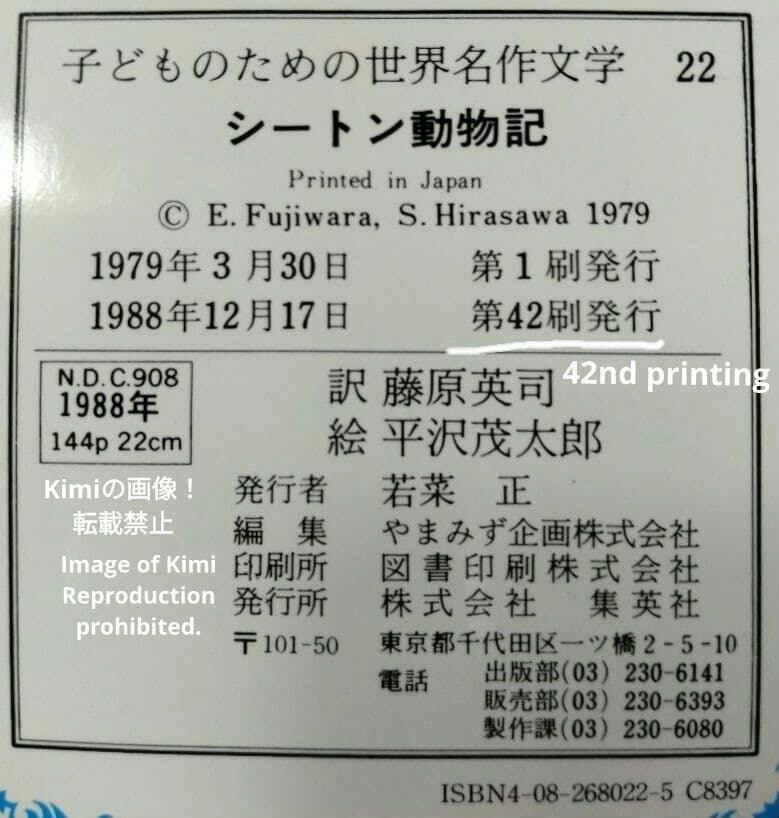 子どものための世界名作文学 22
シートン動物記
Printed in Japan
© E. Fujiwara, S. Hirasawa 1979
1979年3月30日 第1刷発行
1988年12月17日 第42刷発行
42nd printing
N.D.C.908
1988年
144p 22cm
訳 藤原英司
絵 平沢茂太郎
Kimiの画像！
転載禁止
Image of Kimi
Reproduction
prohibited.
発行者 若菜 正
編集 やまみず企画株式会社
印刷所 図書印刷株式会社
発行所 株式会社 集英社
〒101-50 東京都千代田区一ツ橋2-5-10
電話 出版部(03) 230-6141
販売部(03) 230-6393
製作課(03) 230-6080
ISBN4-08-268022-5 C8397